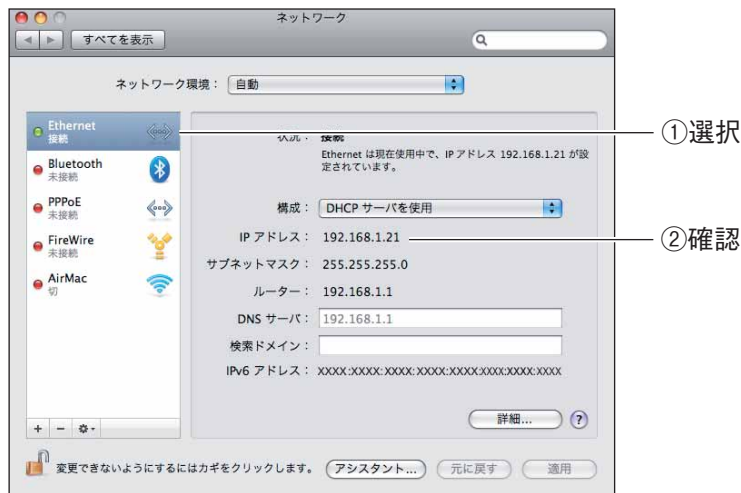 ネットワーク
すべてを表示
ネットワーク環境： 自動
Ethernet
接続
Bluetooth
未接続
PPPoE
未接続
FireWire
未接続
AirMac
切
状況： 接続
Ethernet は現在使用中で、IP アドレス 192.168.1.21 が設
定されています。
構成： DHCP サーバを使用
IP アドレス： 192.168.1.21
サブネットマスク： 255.255.255.0
ルーター： 192.168.1.1
DNS サーバ： 192.168.1.1
検索ドメイン：
IPv6 アドレス： XXXX:XXXX:XXXX:XXXX:XXXX:XXXX:XXXX:XXXX
詳細... ?
+ −
変更できないようにするにはカギをクリックします。 アシスタント... 元に戻す 適用
①選択
②確認